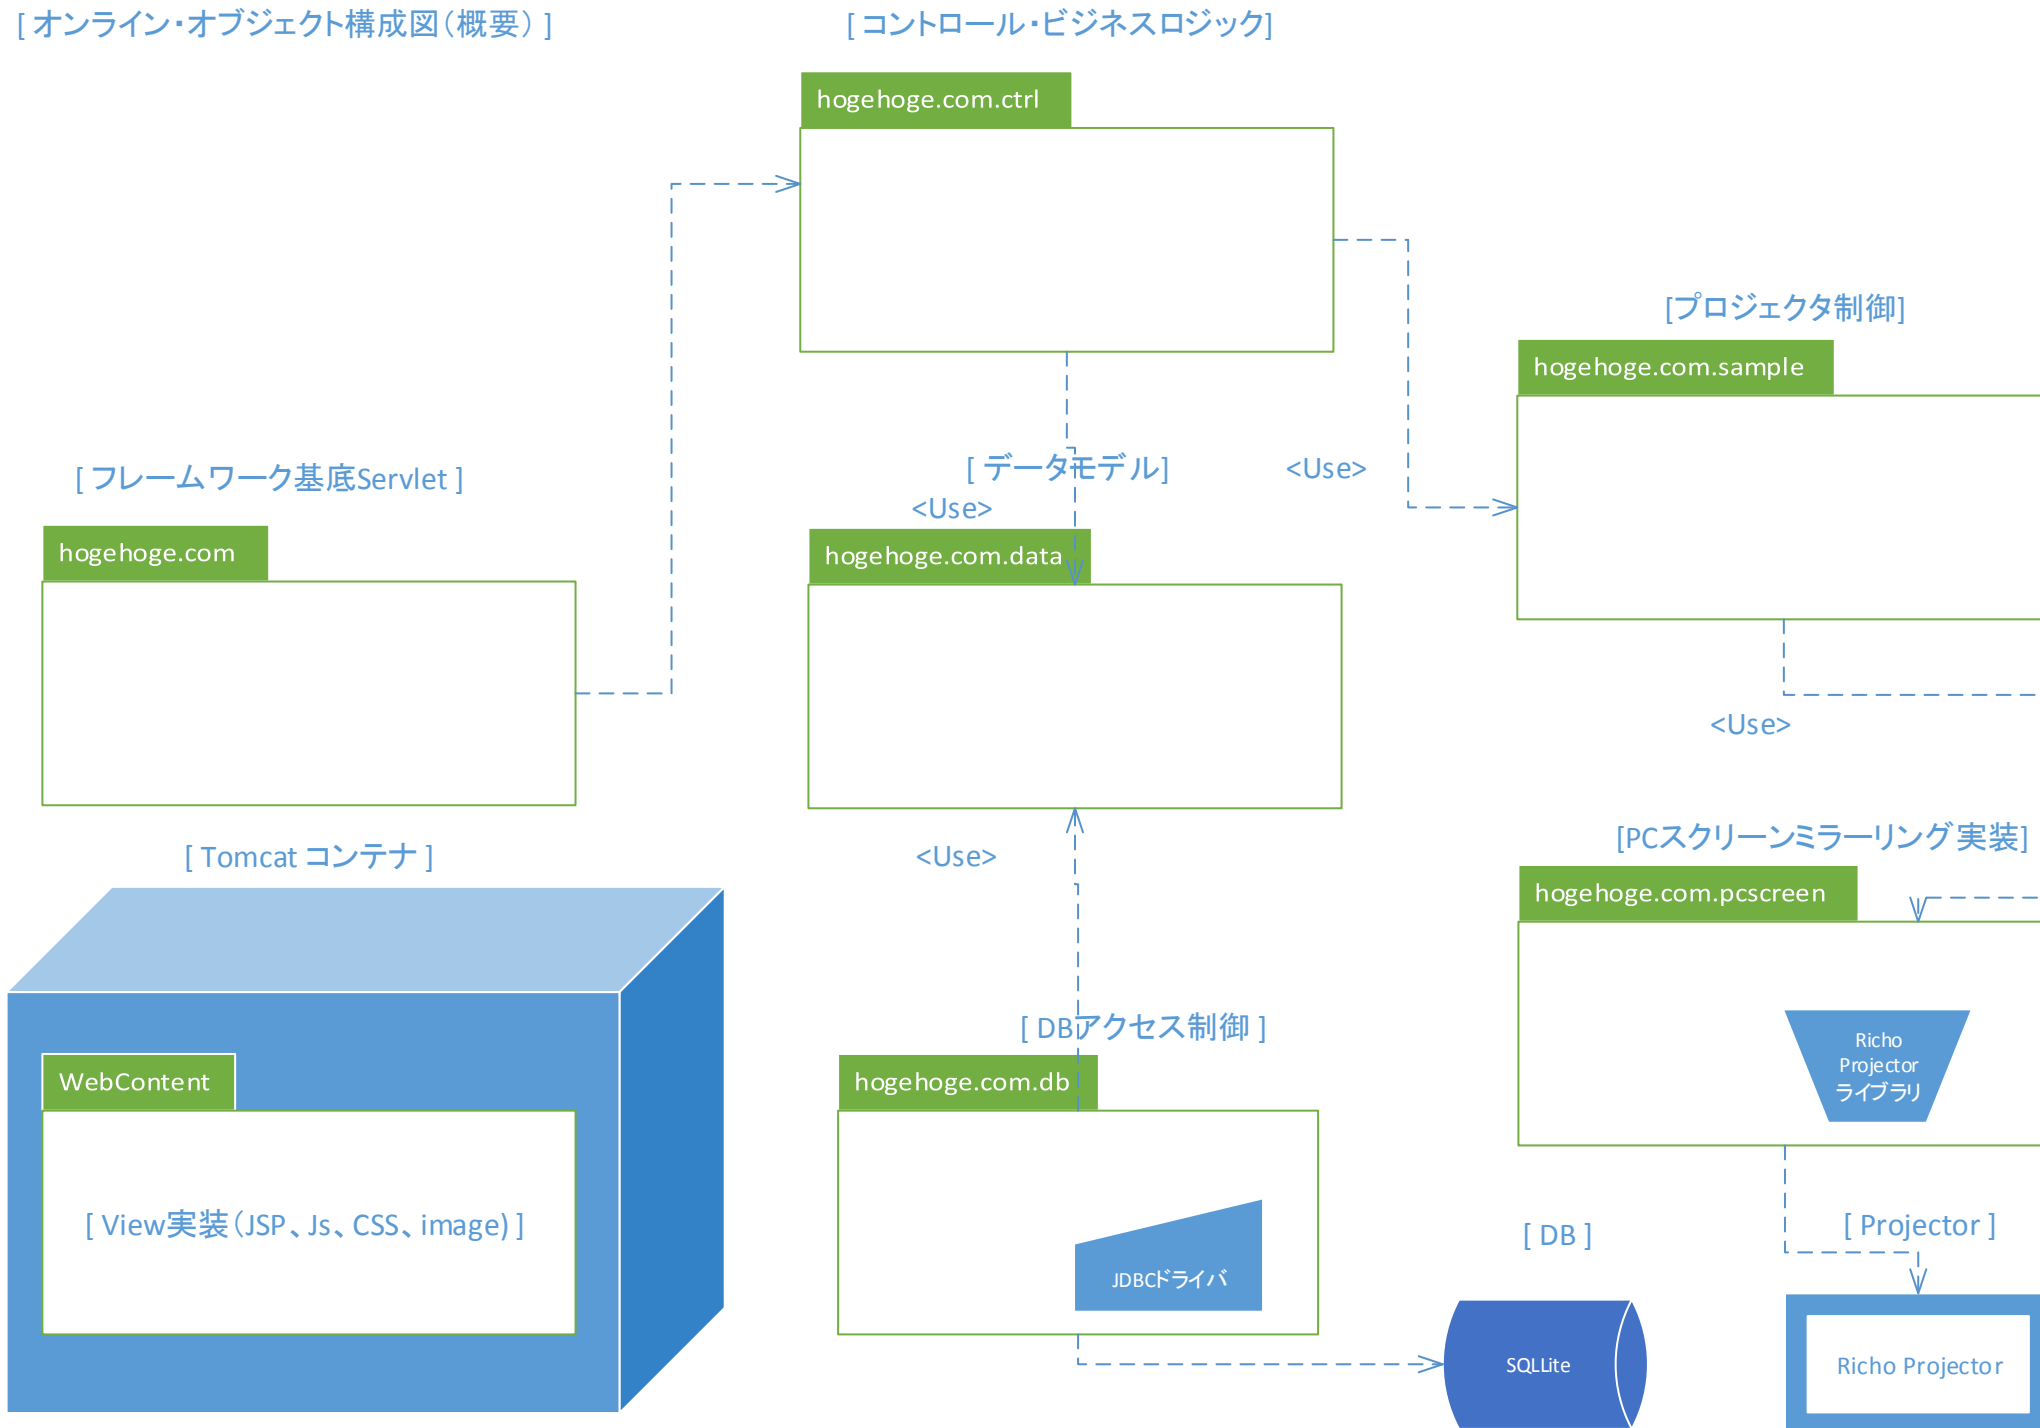 [ オンライン・オブジェクト構成図（概要） ]
[ コントロール・ビジネスロジック]
hogehoge.com.ctrl
[プロジェクタ制御]
hogehoge.com.sample
[ フレームワーク基底Servlet ]
[ データモデル]
<Use>
<Use>
hogehoge.com
hogehoge.com.data
<Use>
[ Tomcat コンテナ ]
<Use>
[PCスクリーンミラーリング実装]
hogehoge.com.pcscreen
[ DBアクセス制御 ]
Richo
Projector
ライブラリ
WebContent
hogehoge.com.db
[ View実装（JSP、Js、CSS、image) ]
JDBCドライバ
[ DB ]
[ Projector ]
SQLLite
Richo Projector